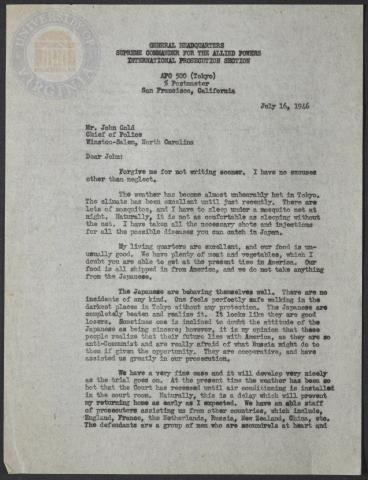 UNIVERSITY OF VIRGINIA
GENERAL HEADQUARTERS
SUPREME COMMANDER FOR THE ALLIED POWERS
INTERNATIONAL PROSECUTION SECTION
APO 500 (Tokyo)
% Postmaster
San Francisco, California
July 16, 1946
Mr. John Gold
Chief of Police
Winston-Salem, North Carolina
Dear John:
Forgive me for not writing sooner. I have no excuses
other than neglect.
The weather has become almost unbearably hot in Tokyo.
The climate has been excellent until just recently. There are
lots of mosquitos, and I have to sleep under a mosquito net at
night. Naturally, it is not as comfortable as sleeping without
the net. I have taken all the necessary shots and injections
for all the possible diseases you can catch in Japan.
My living quarters are excellent, and our food is un-
usually good. We have plenty of meat and vegetables, which I
doubt you are able to get at the present time in America. Our
food is all shipped in from America, and we do not take anything
from the Japanese.
The Japanese are behaving themselves well. There are no
incidents of any kind. One feels perfectly safe walking in the
darkest places in Tokyo without any protection. The Japanese are
completely beaten and realize it. It looks like they are good
losers. Sometimes one is inclined to doubt the attitude of the
Japanese as being sincere; however, it is my opinion that these
people realize that their future lies with America, as they are so
anti-Communist and are really afraid of what Russia might do to
them if given the opportunity. They are cooperative, and have
assisted us greatly in our prosecution.
We have a very fine case and it will develop very nicely
as the trial goes on. At the present time the weather has been so
hot that the Court has recessed until air conditioning is installed
in the court room. Naturally, this is a delay which will prevent
my returning home as early as I expected. We have an able staff
of prosecutors assisting us from other countries, which include,
England, France, the Netherlands, Russia, New Zealand, China, etc.
The defendants are a group of men who are scoundrels at heart and